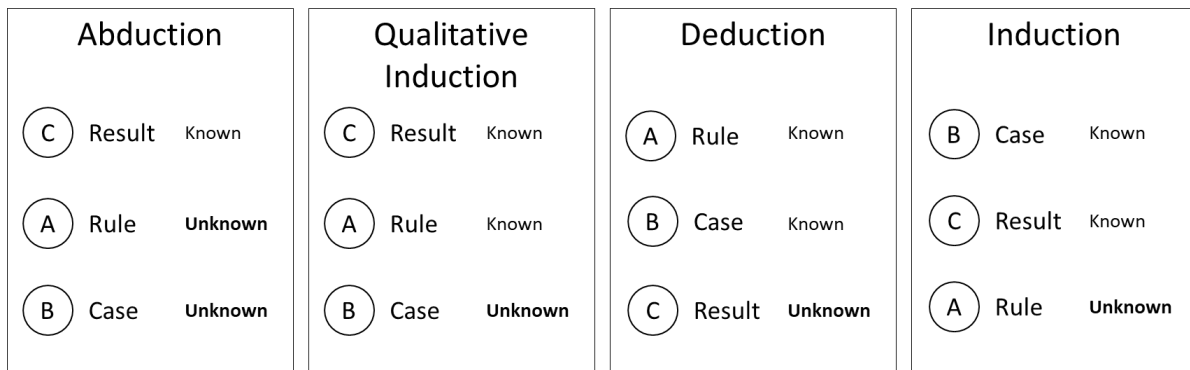 Abduction
C Result Known
A Rule Unknown
B Case Unknown
Qualitative
Induction
C Result Known
A Rule Known
B Case Unknown
Deduction
A Rule Known
B Case Known
C Result Unknown
Induction
B Case Known
C Result Known
A Rule Unknown